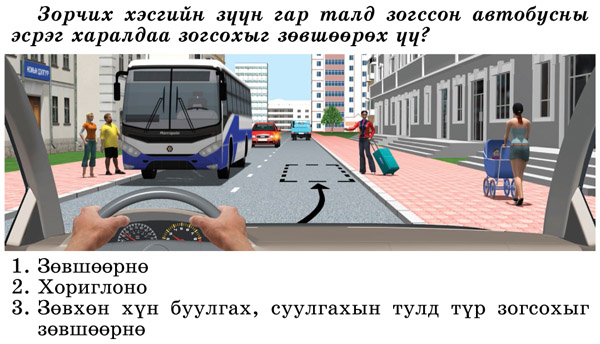 Зорчих хэсгийн зүүн гар талд зогссон автобусны
эсрэг харалдаа зогсохыг зөвшөөрөх үү?
1. Зөвшөөрнө
2. Хориглоно
3. Зөвхөн хүн буулгах, суулгахын тулд түр зогсохыг
зөвшөөрнө